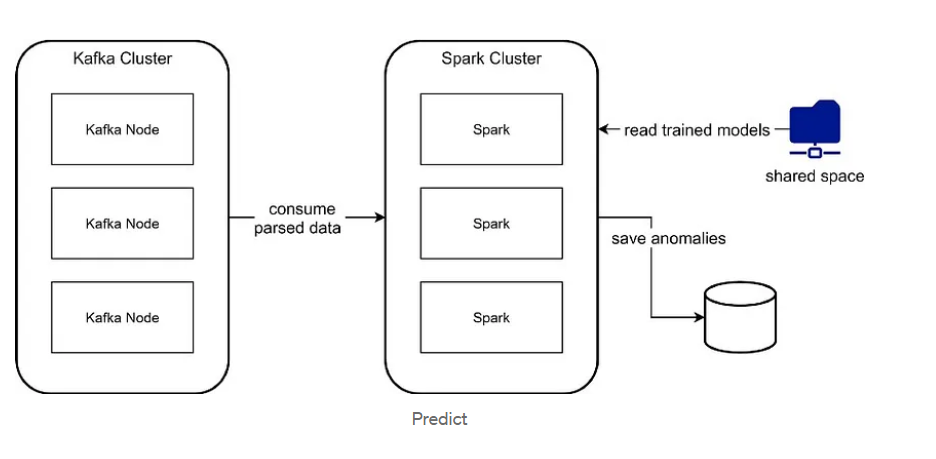 Kafka Cluster
Kafka Node
Kafka Node
Kafka Node
consume
parsed data
Spark Cluster
Spark
Spark
Spark
read trained models
shared space
save anomalies
Predict